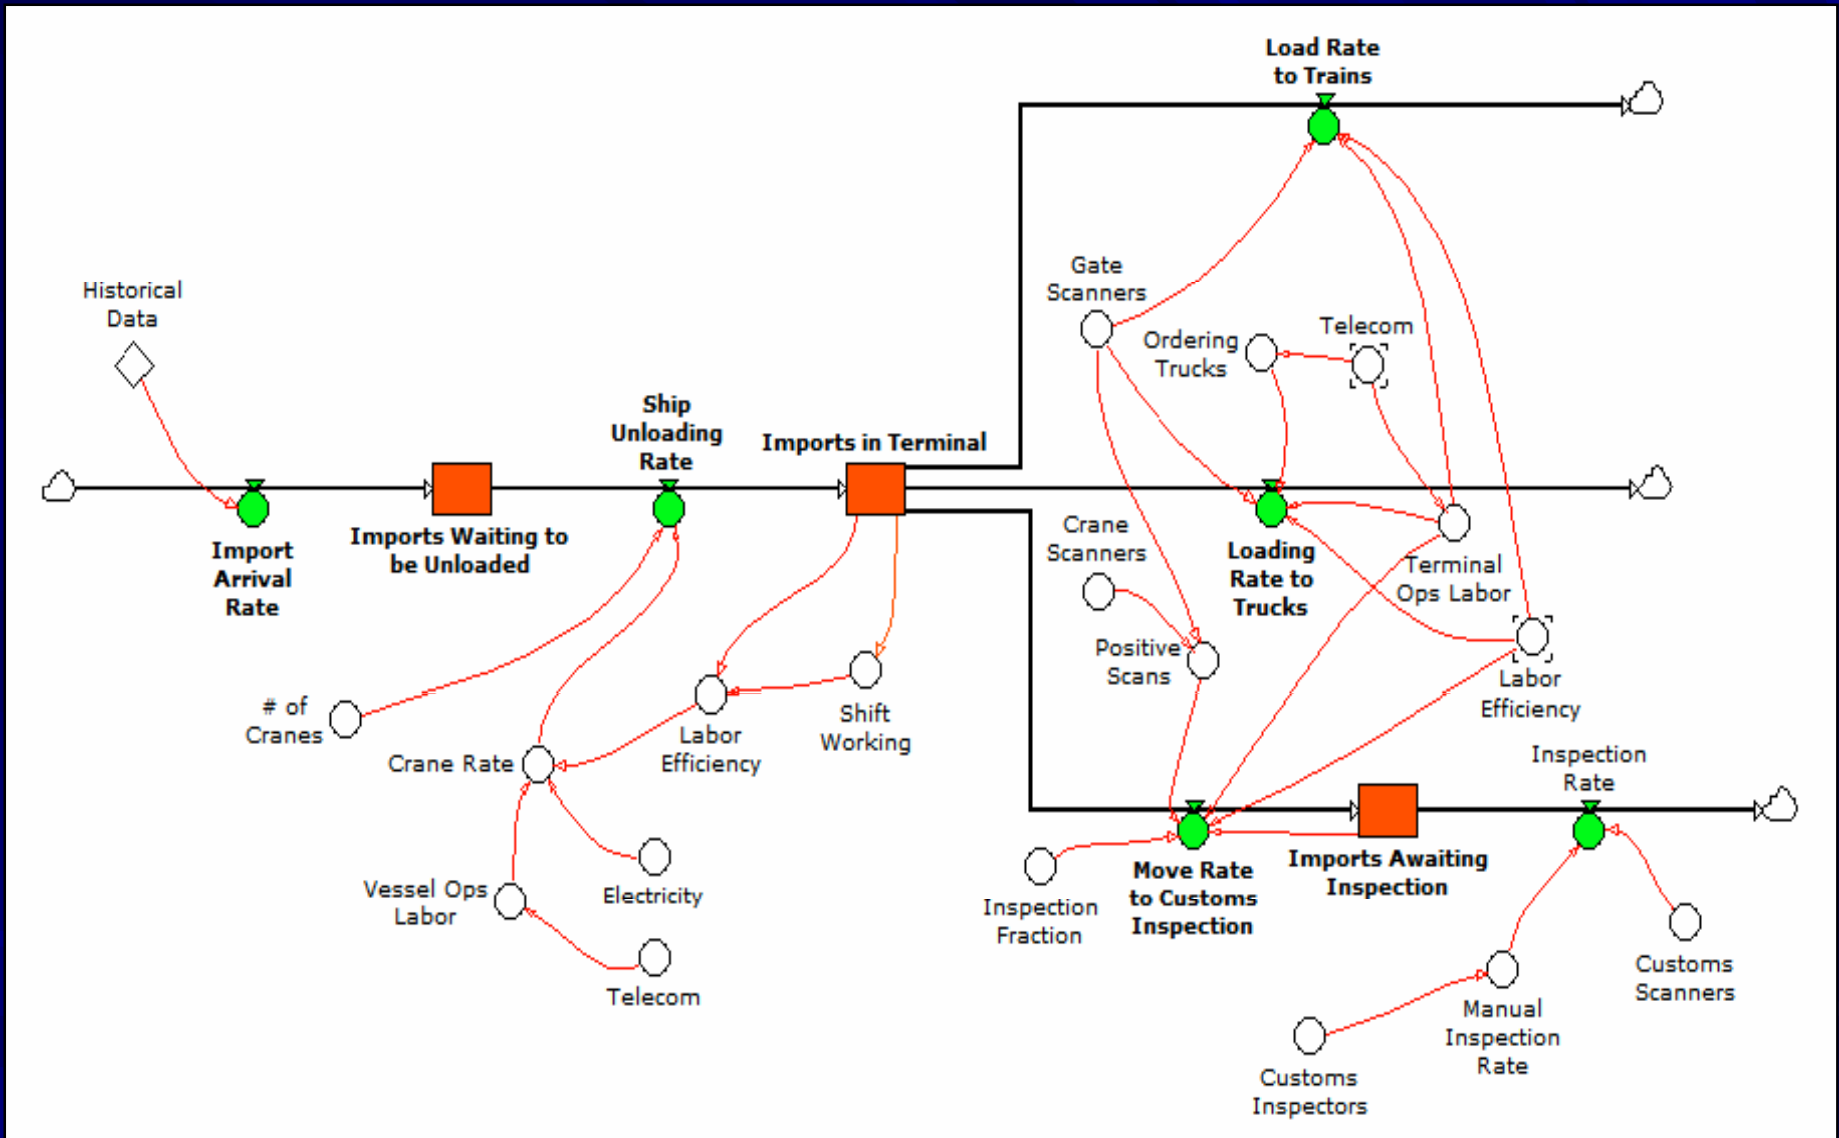 Load Rate
to Trains
Gate
Scanners
Historical
Data
Ordering
Trucks
Telecom
Ship
Unloading
Rate
Imports in Terminal
Import
Arrival
Rate
Imports Waiting to
be Unloaded
Crane
Scanners
Loading
Rate to
Trucks
Terminal
Ops Labor
Positive
Scans
Labor
Efficiency
# of
Cranes
Crane Rate
Labor
Efficiency
Shift
Working
Inspection
Rate
Vessel Ops
Labor
Electricity
Telecom
Inspection
Fraction
Move Rate
to Customs
Inspection
Imports Awaiting
Inspection
Customs
Scanners
Manual
Inspection
Rate
Customs
Inspectors